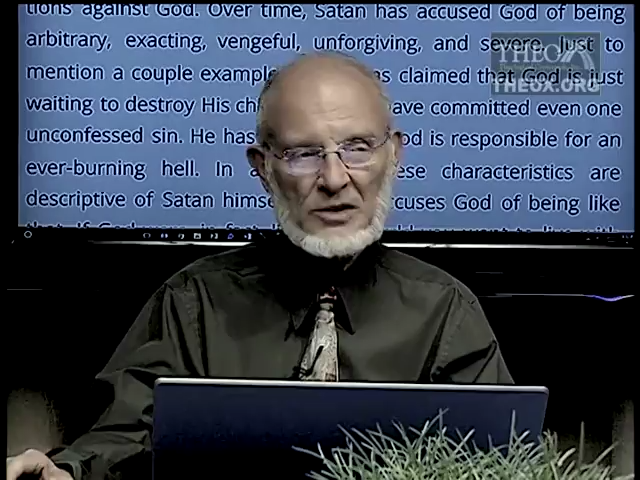 tions against God. Over time, Satan has accused God of being
arbitrary, exacting, vengeful, unforgiving, and severe just to
mention a couple example as claimed that God is just
waiting to destroy His ch ave committed even one
unconfessed sin. He has od is responsible for an
ever-burning hell. In a ese characteristics are
descriptive of Satan himse ccuses God of being like
THEO
THEOX.ORG